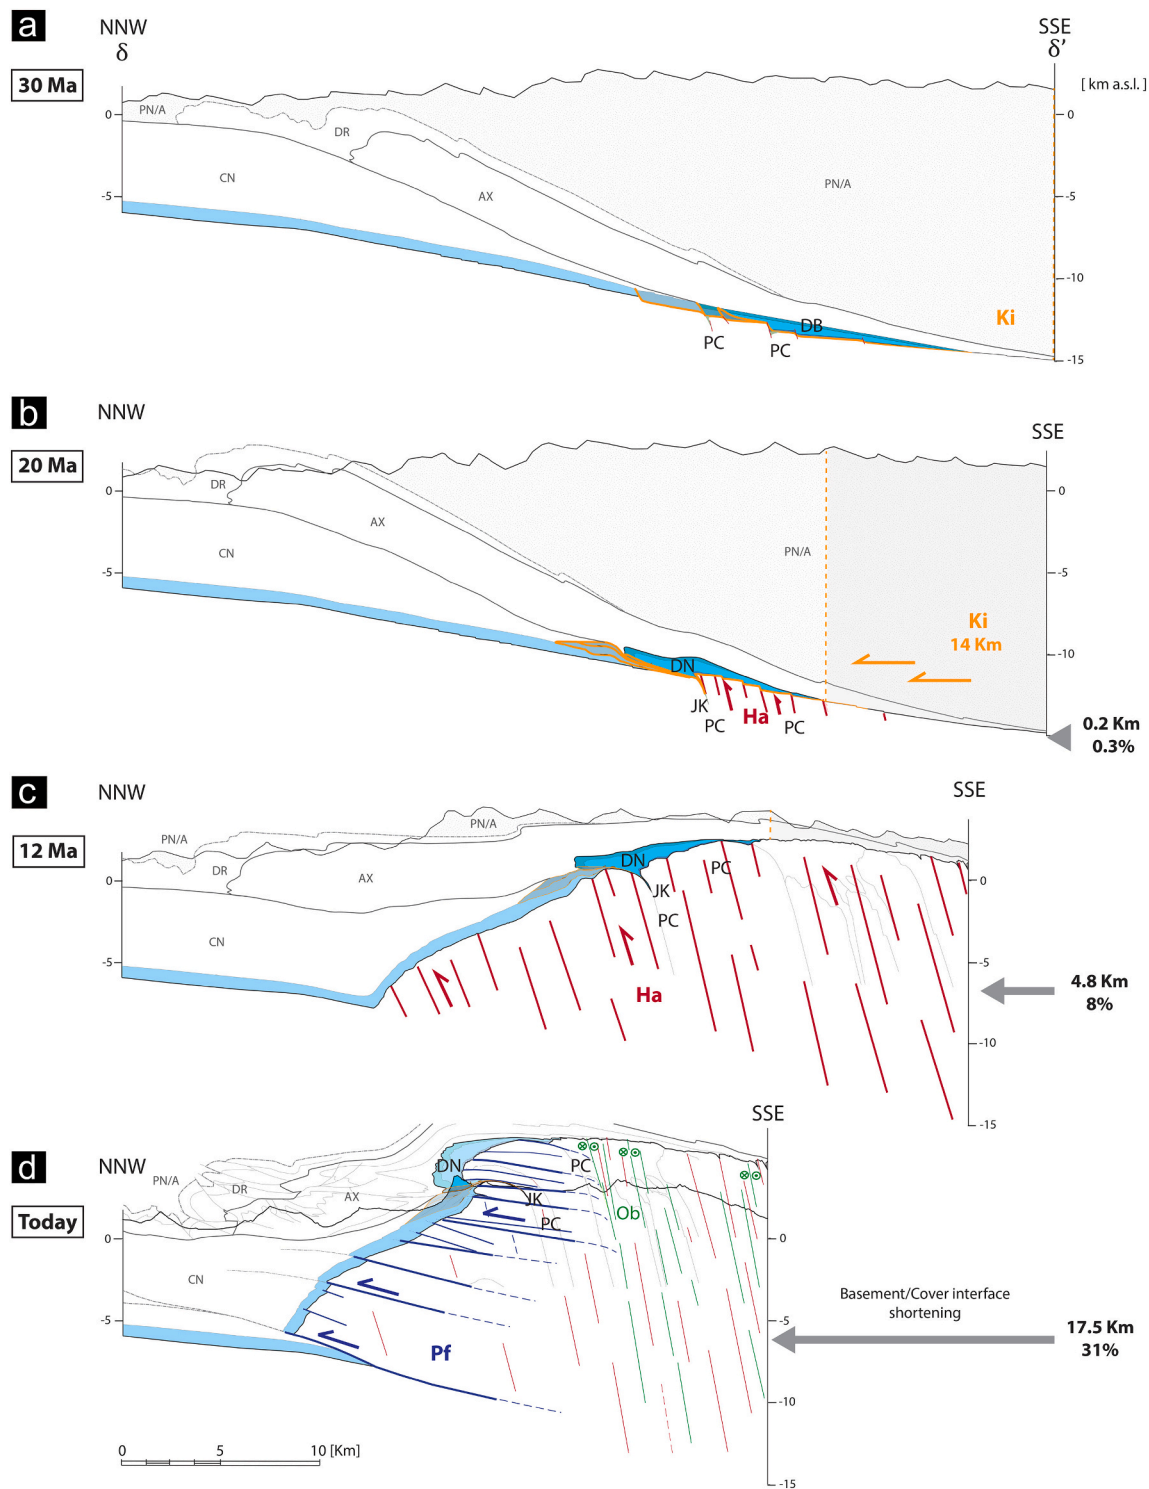 a
NNW
δ
SSE
δ’
30 Ma
[ km a.s.l. ]
0
PN/A
DR
0
CN
AX
PN/A
-5
-5
-10
Ki
DB
PC
PC
-15
b
NNW
SSE
20 Ma
0
DR
0
AX
CN
PN/A
-5
-5
Ki
14 Km
DN
-10
JK
PC
Ha
PC
0.2 Km
0.3%
c
NNW
SSE
12 Ma
PN/A
PN/A
DR
AX
DN
PC
0
0
JK
PC
CN
-5
-5
Ha
4.8 Km
8%
-10
-15
d
NNW
SSE
DN
PC
PN/A
DR
AX
JK
Today
Ob
PC
0
0
CN
Basement/Cover interface
shortening
-5
-5
17.5 Km
31%
Pf
-10
0
5
10 [Km]
-15